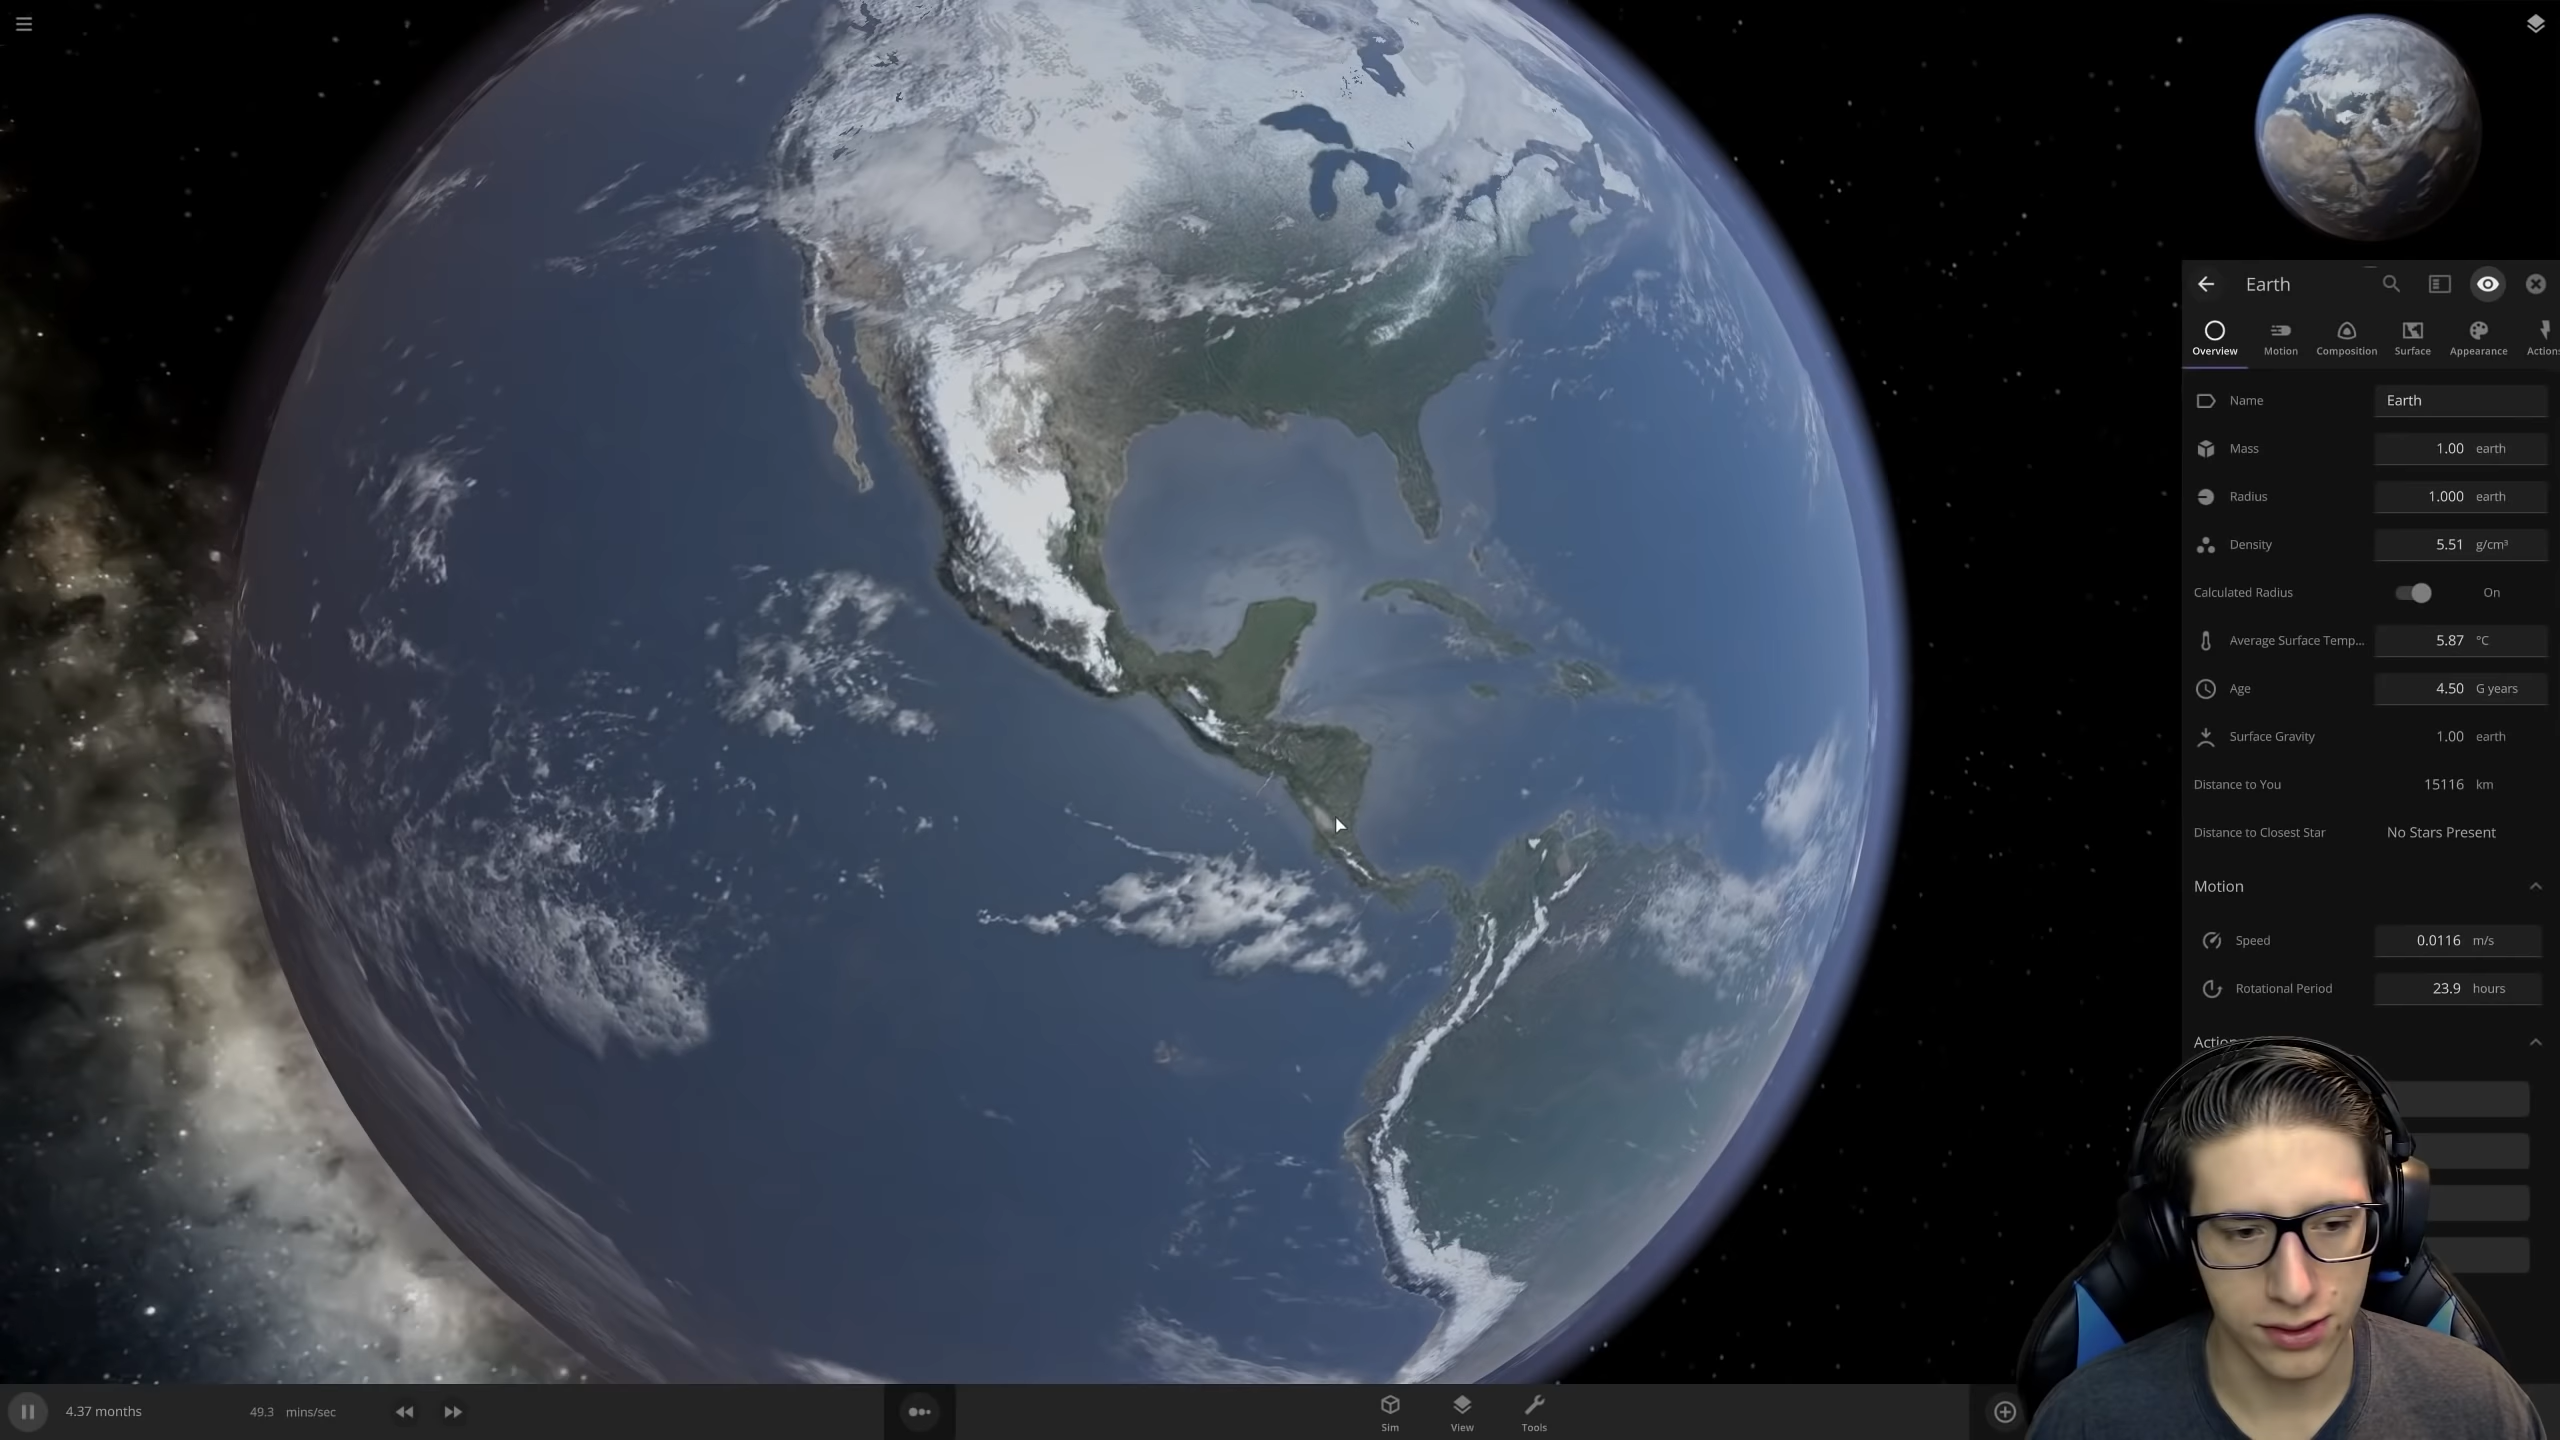 Earth
Overview Motion Composition Surface Appearance Action
Name Earth
Mass 1.00 earth
Radius 1.000 earth
Density 5.51 g/cm³
Calculated Radius On
Average Surface Temp... 5.87 °C
Age 4.50 G years
Surface Gravity 1.00 earth
Distance to You 15116 km
Distance to Closest Star No Stars Present
Motion
Speed 0.0116 m/s
Rotational Period 23.9 hours
4.37 months 49.3 mins/sec
Sim View Tools